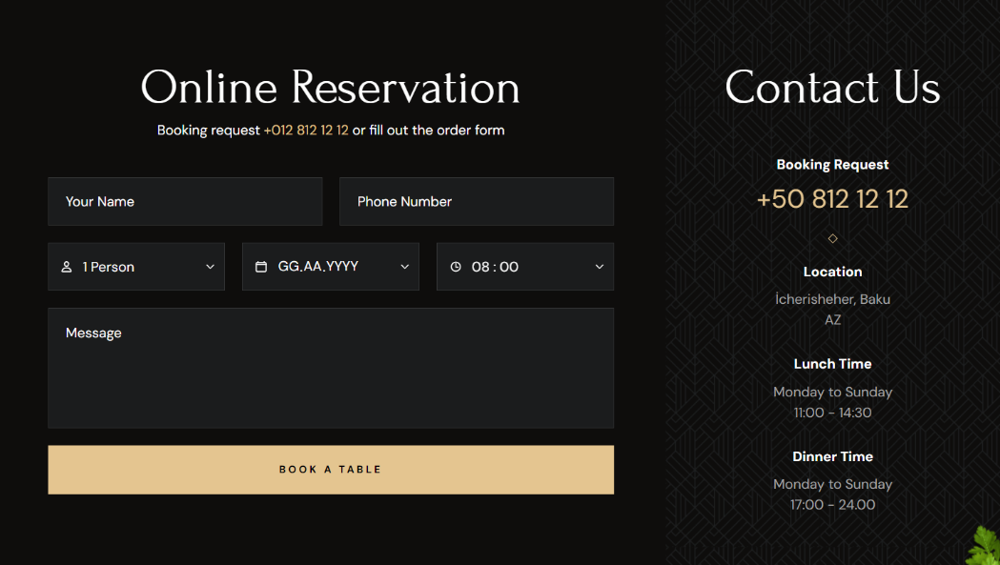 Online Reservation
Booking request +012 812 12 12 or fill out the order form
Your Name
Phone Number
1 Person
GG.AA.YYYY
08 : 00
Message
BOOK A TABLE
Contact Us
Booking Request
+50 812 12 12
Location
İcherisheher, Baku
AZ
Lunch Time
Monday to Sunday
11:00 - 14:30
Dinner Time
Monday to Sunday
17:00 - 24.00